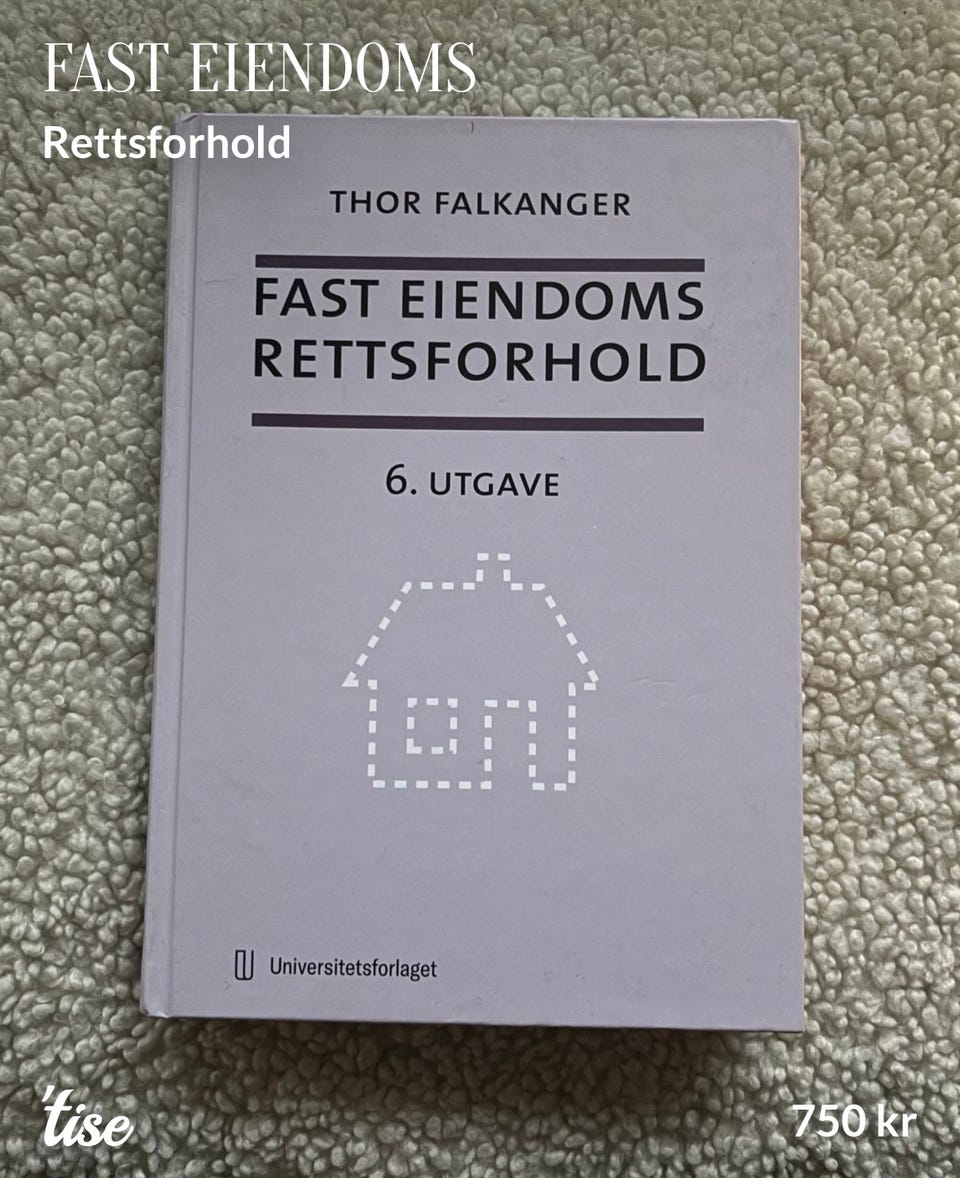 FAST EIENDOMS
Rettsforhold
THOR FALKANGER
FAST EIENDOMS
RETTSFORHOLD
6. UTGAVE
Universitetsforlaget
'tise
750 kr